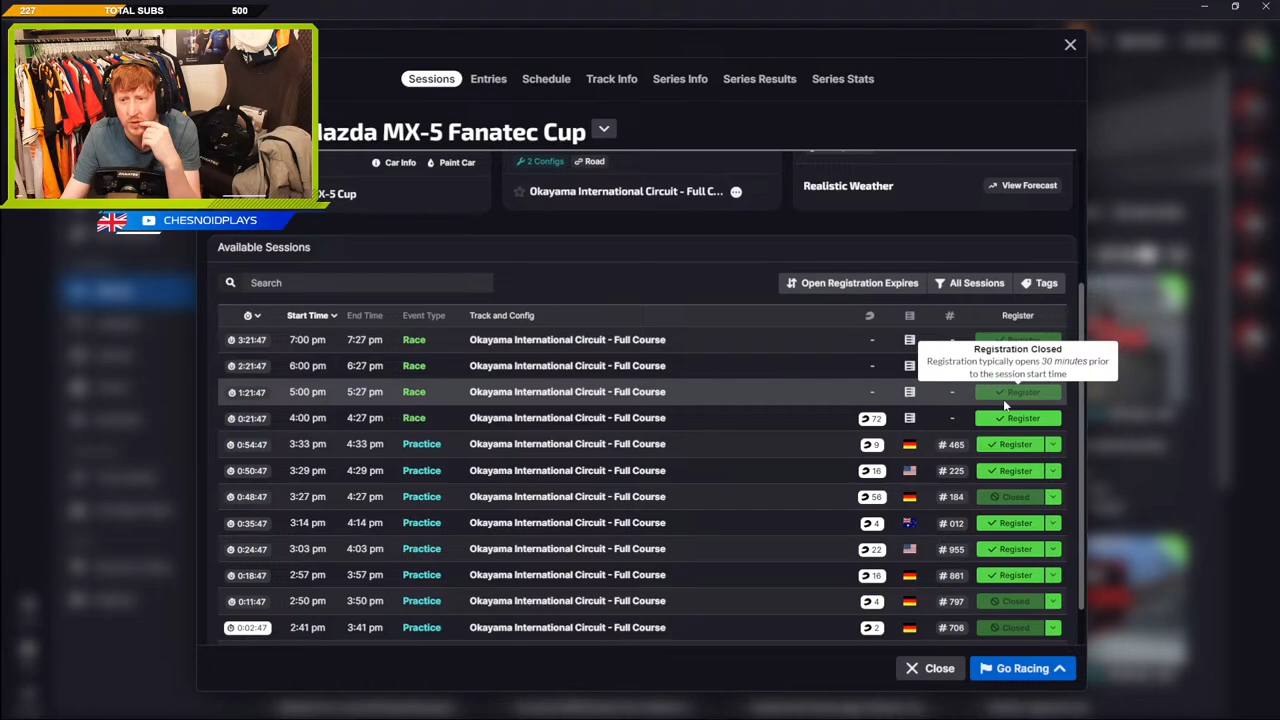 227 TOTAL SUBS 500
CHESNOIDPLAYS
Sessions Entries Schedule Track Info Series Info Series Results Series Stats
Mazda MX-5 Fanatec Cup
Car Info Paint Car 2 Configs Road
X-5 Cup Okayama International Circuit - Full C... Realistic Weather View Forecast
Available Sessions
Search Open Registration Expires All Sessions Tags
Start Time End Time Event Type Track and Config # Register
3:21:47 7:00 pm 7:27 pm Race Okayama International Circuit - Full Course -
Registration Closed
Registration typically opens 30 minutes prior
to the session start time
2:21:47 6:00 pm 6:27 pm Race Okayama International Circuit - Full Course -
1:21:47 5:00 pm 5:27 pm Race Okayama International Circuit - Full Course - - Register
0:21:47 4:00 pm 4:27 pm Race Okayama International Circuit - Full Course 72 - Register
0:54:47 3:33 pm 4:33 pm Practice Okayama International Circuit - Full Course 9 # 465 Register
0:50:47 3:29 pm 4:29 pm Practice Okayama International Circuit - Full Course 16 # 225 Register
0:48:47 3:27 pm 4:27 pm Practice Okayama International Circuit - Full Course 56 # 184 Closed
0:35:47 3:14 pm 4:14 pm Practice Okayama International Circuit - Full Course 4 # 012 Register
0:24:47 3:03 pm 4:03 pm Practice Okayama International Circuit - Full Course 22 # 955 Register
0:18:47 2:57 pm 3:57 pm Practice Okayama International Circuit - Full Course 16 # 861 Register
0:11:47 2:50 pm 3:50 pm Practice Okayama International Circuit - Full Course 4 # 797 Closed
0:02:47 2:41 pm 3:41 pm Practice Okayama International Circuit - Full Course 2 # 706 Closed
Close Go Racing